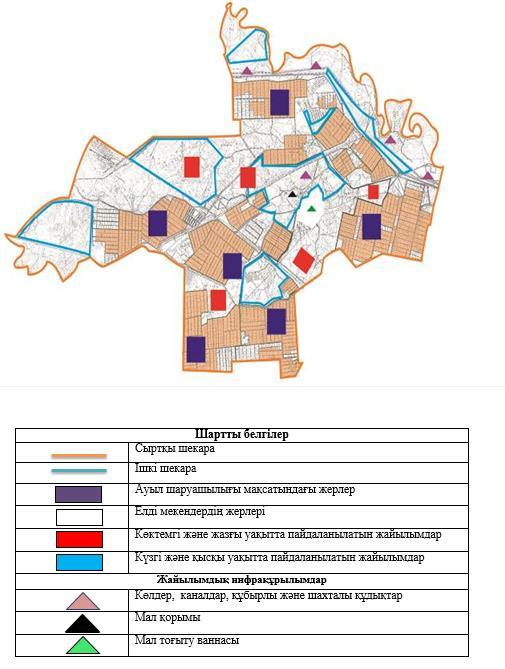 Шартты белгілер
Сыртқы шекара
Ішкі шекара
Ауыл шаруашылығы мақсатындағы жерлер
Елді мекендердің жерлері
Көктемгі және жазғы уақытта пайдаланылатын жайылымдар
Күзгі және қысқы уақытта пайдаланылатын жайылымдар
Жайылымдық инфрақұрылымдар
Көлдер, каналдар, құбырлы және шахталы құдықтар
Мал қорымы
Мал тоғыту ваннасы